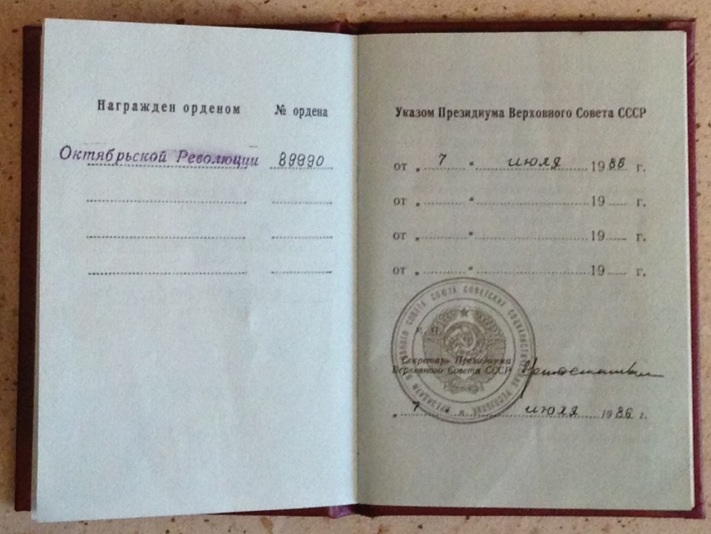 Награжден орденом № ордена
Октябрьской Революции 89990
Указом Президиума Верховного Совета СССР
от „ 7 " июля 1986 г.
от „ " 19 г.
от „ " 19 г.
от „ " 19 г.
Секретарь Президиума
Верховного Совета СССР
„ 7 " июля 1986 г.